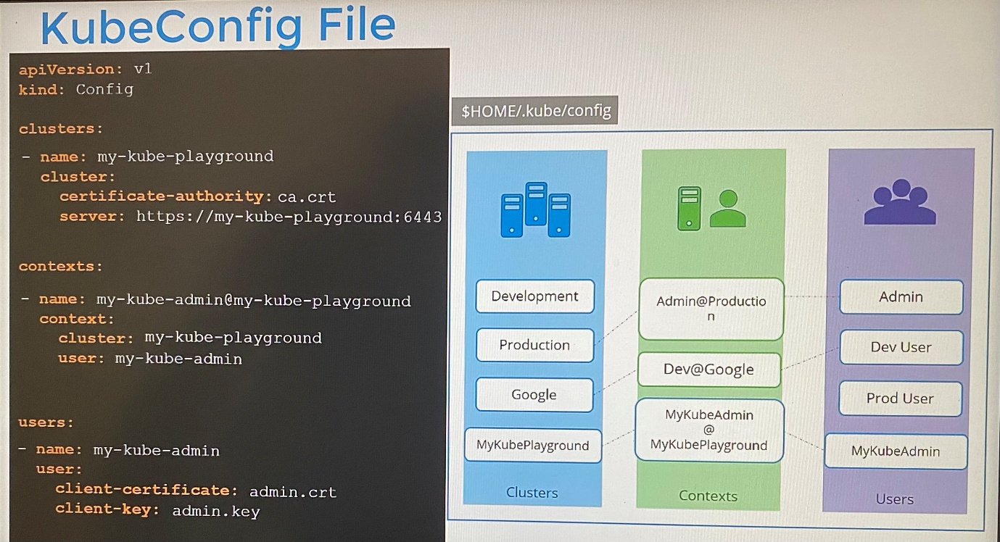 KubeConfig File
apiVersion: v1
kind: Config
clusters:
- name: my-kube-playground
cluster:
certificate-authority: ca.crt
server: https://my-kube-playground:6443
contexts:
- name: my-kube-admin@my-kube-playground
context:
cluster: my-kube-playground
user: my-kube-admin
users:
- name: my-kube-admin
user:
client-certificate: admin.crt
client-key: admin.key
$HOME/.kube/config
Development
Production
Google
MyKubePlayground
Clusters
Admin@Productio
n
Dev@Google
MyKubeAdmin
@
MyKubePlayground
Contexts
Admin
Dev User
Prod User
MyKubeAdmin
Users